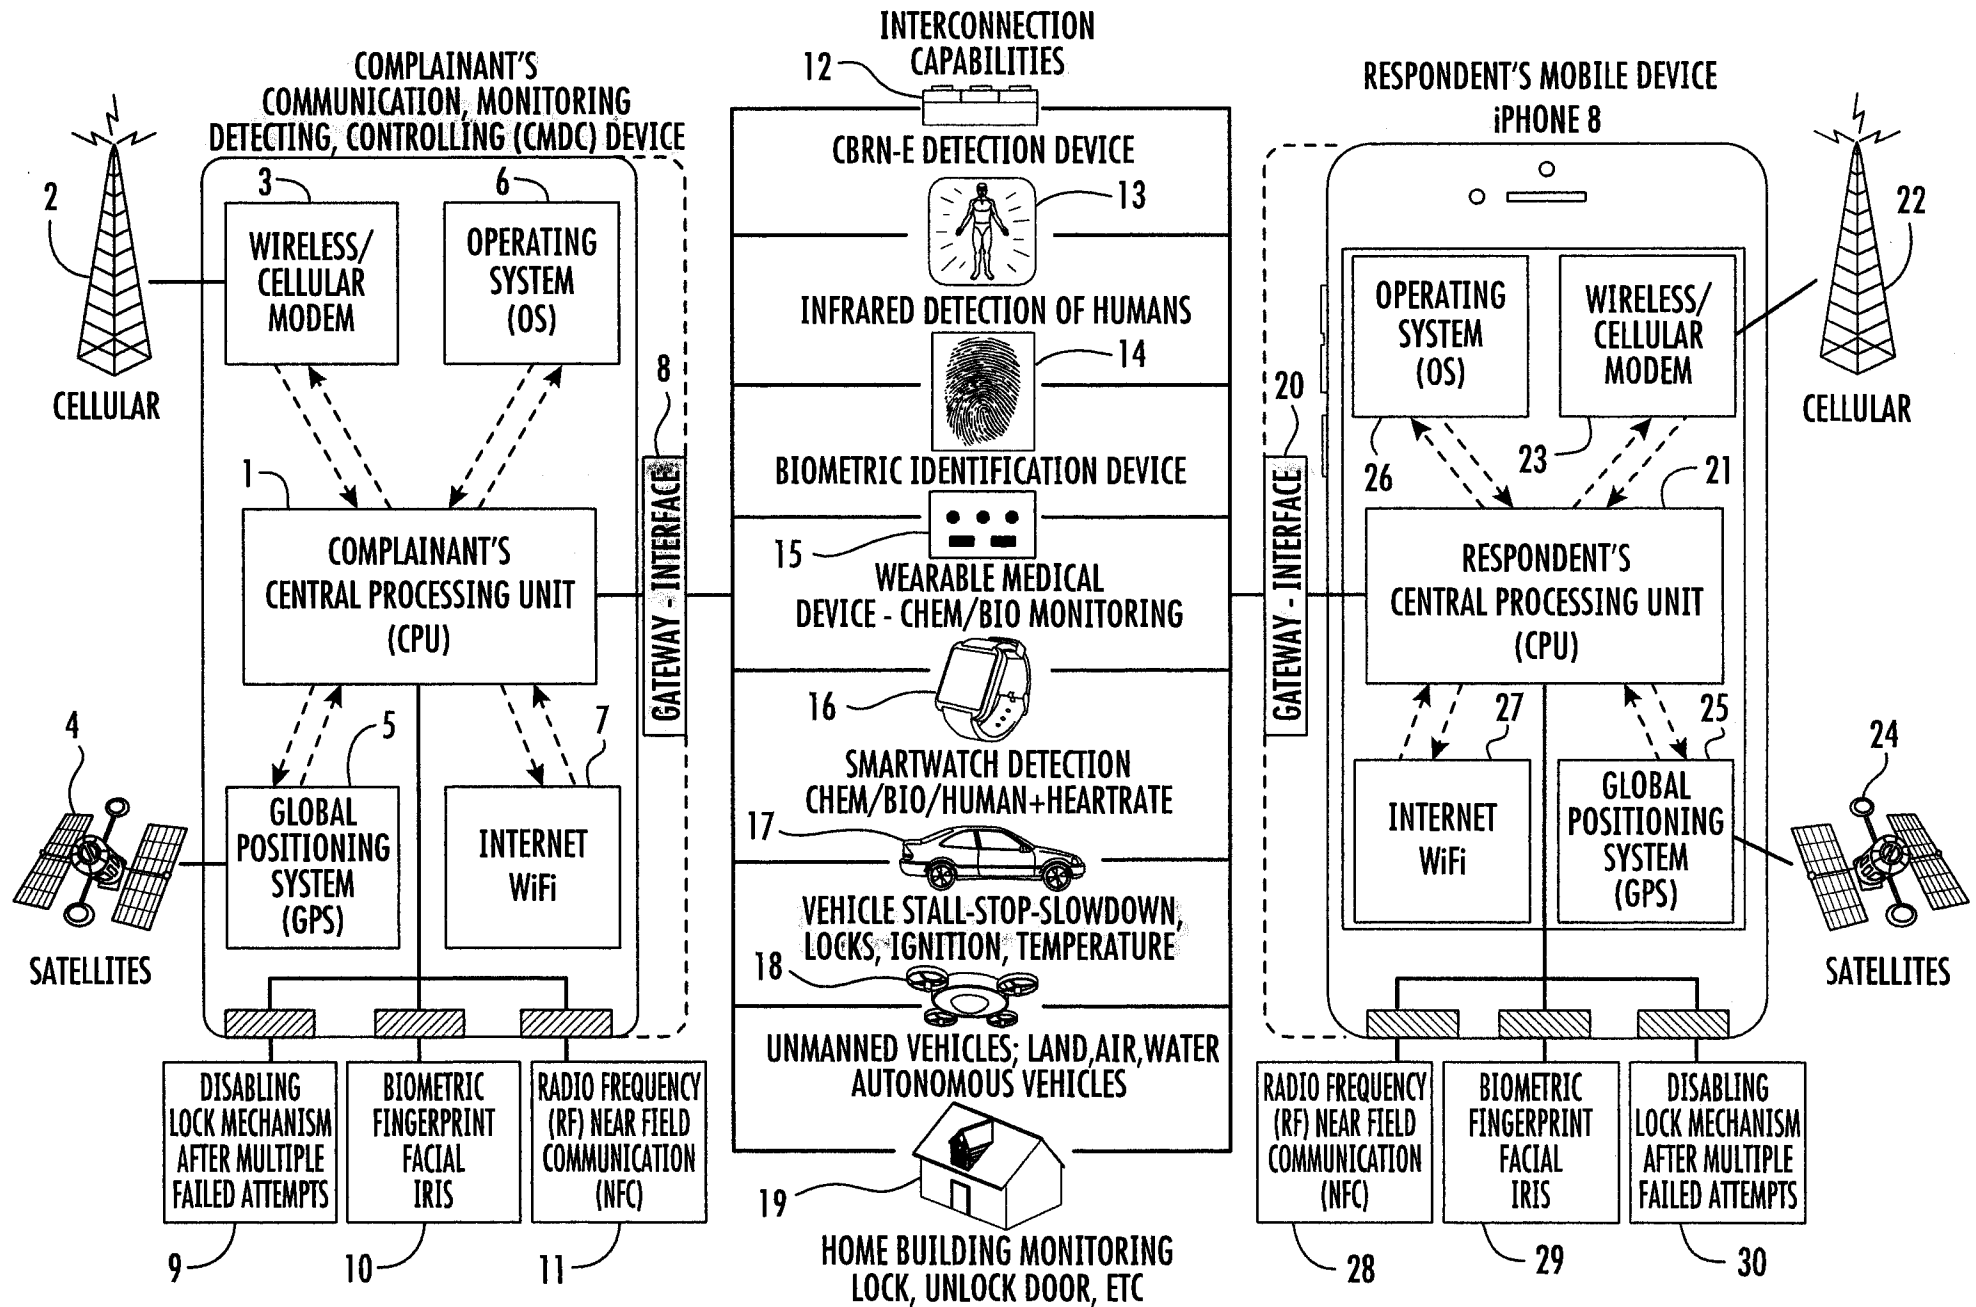 COMPLAINANT'S
COMMUNICATION, MONITORING
DETECTING, CONTROLLING (CMDC) DEVICE
2
CELLULAR
3
WIRELESS/
CELLULAR
MODEM
6
OPERATING
SYSTEM
(OS)
8
GATEWAY - INTERFACE
1
COMPLAINANT'S
CENTRAL PROCESSING UNIT
(CPU)
4
SATELLITES
5
GLOBAL
POSITIONING
SYSTEM
(GPS)
7
INTERNET
WiFi
DISABLING
LOCK MECHANISM
AFTER MULTIPLE
FAILED ATTEMPTS
9
BIOMETRIC
FINGERPRINT
FACIAL
IRIS
10
RADIO FREQUENCY
(RF) NEAR FIELD
COMMUNICATION
(NFC)
11
INTERCONNECTION
CAPABILITIES
12
CBRN-E DETECTION DEVICE
13
INFRARED DETECTION OF HUMANS
14
BIOMETRIC IDENTIFICATION DEVICE
15
WEARABLE MEDICAL
DEVICE - CHEM/BIO MONITORING
16
SMARTWATCH DETECTION
CHEM/BIO/HUMAN+HEARTRATE
17
VEHICLE STALL-STOP-SLOWDOWN,
LOCKS, IGNITION, TEMPERATURE
18
UNMANNED VEHICLES; LAND,AIR,WATER
AUTONOMOUS VEHICLES
19
HOME BUILDING MONITORING
LOCK, UNLOCK DOOR, ETC
RESPONDENT'S MOBILE DEVICE
iPHONE 8
22
CELLULAR
OPERATING
SYSTEM
(OS)
26
WIRELESS/
CELLULAR
MODEM
23
20
GATEWAY - INTERFACE
21
RESPONDENT'S
CENTRAL PROCESSING UNIT
(CPU)
27
INTERNET
WiFi
25
GLOBAL
POSITIONING
SYSTEM
(GPS)
24
SATELLITES
RADIO FREQUENCY
(RF) NEAR FIELD
COMMUNICATION
(NFC)
28
BIOMETRIC
FINGERPRINT
FACIAL
IRIS
29
DISABLING
LOCK MECHANISM
AFTER MULTIPLE
FAILED ATTEMPTS
30